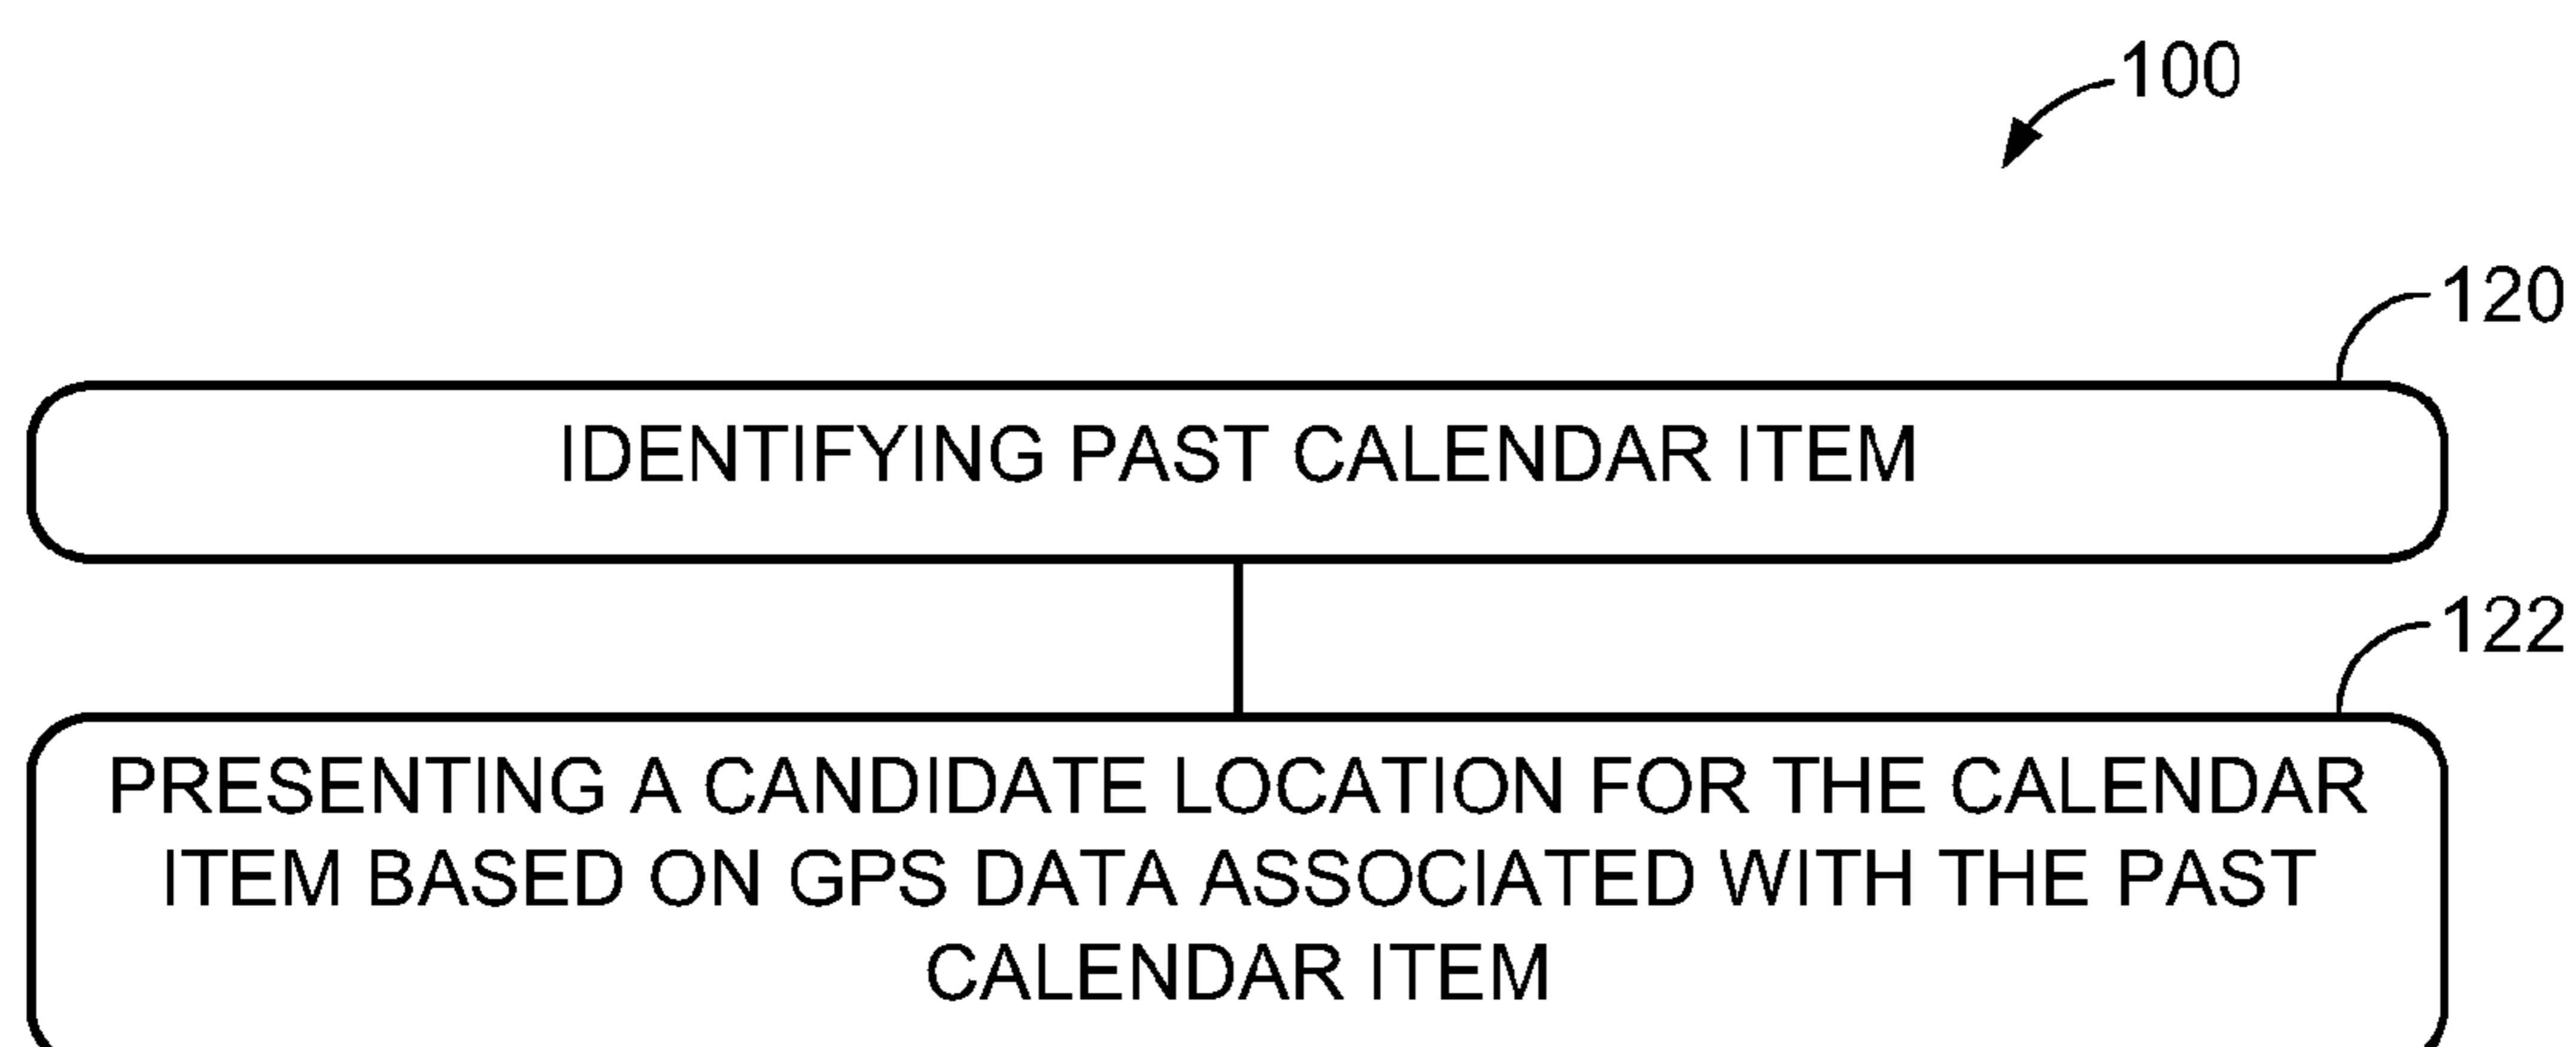 100
120
IDENTIFYING PAST CALENDAR ITEM
122
PRESENTING A CANDIDATE LOCATION FOR THE CALENDAR
ITEM BASED ON GPS DATA ASSOCIATED WITH THE PAST
CALENDAR ITEM